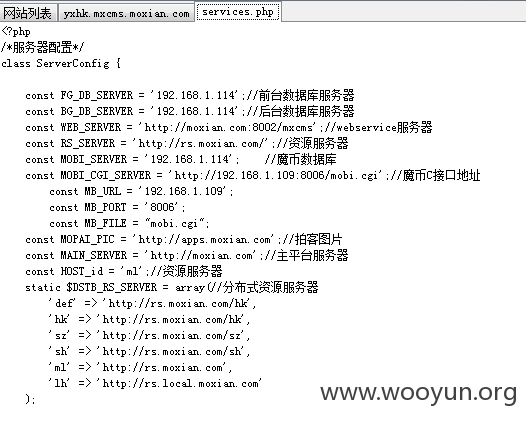 网站列表 yxhk.mxcms.moxian.com services.php
<?php
/*服务器配置*/
class ServerConfig {
const FG_DB_SERVER = '192.168.1.114';//前台数据库服务器
const BG_DB_SERVER = '192.168.1.114';//后台数据库服务器
const WEB_SERVER = 'http://moxian.com:8002/mxcms';//webservice服务器
const RS_SERVER = 'http://rs.moxian.com/';//资源服务器
const MOBI_SERVER = '192.168.1.114'; //魔币数据库
const MOBI_CGI_SERVER = 'http://192.168.1.109:8006/mobi.cgi';//魔币C接口地址
const MB_URL = '192.168.1.109';
const MB_PORT = '8006';
const MB_FILE = "mobi.cgi";
const MOPAI_PIC = 'http://apps.moxian.com';//拍客图片
const MAIN_SERVER = 'http://moxian.com';//主平台服务器
const HOST_id = 'ml';//资源服务器
static $DSTB_RS_SERVER = array(//分布式资源服务器
'def' => 'http://rs.moxian.com/hk',
'hk' => 'http://rs.moxian.com/hk',
'sz' => 'http://rs.moxian.com/sz',
'sh' => 'http://rs.moxian.com/sh',
'ml' => 'http://rs.moxian.com',
'lh' => 'http://rs.local.moxian.com'
);
www.wooyun.org